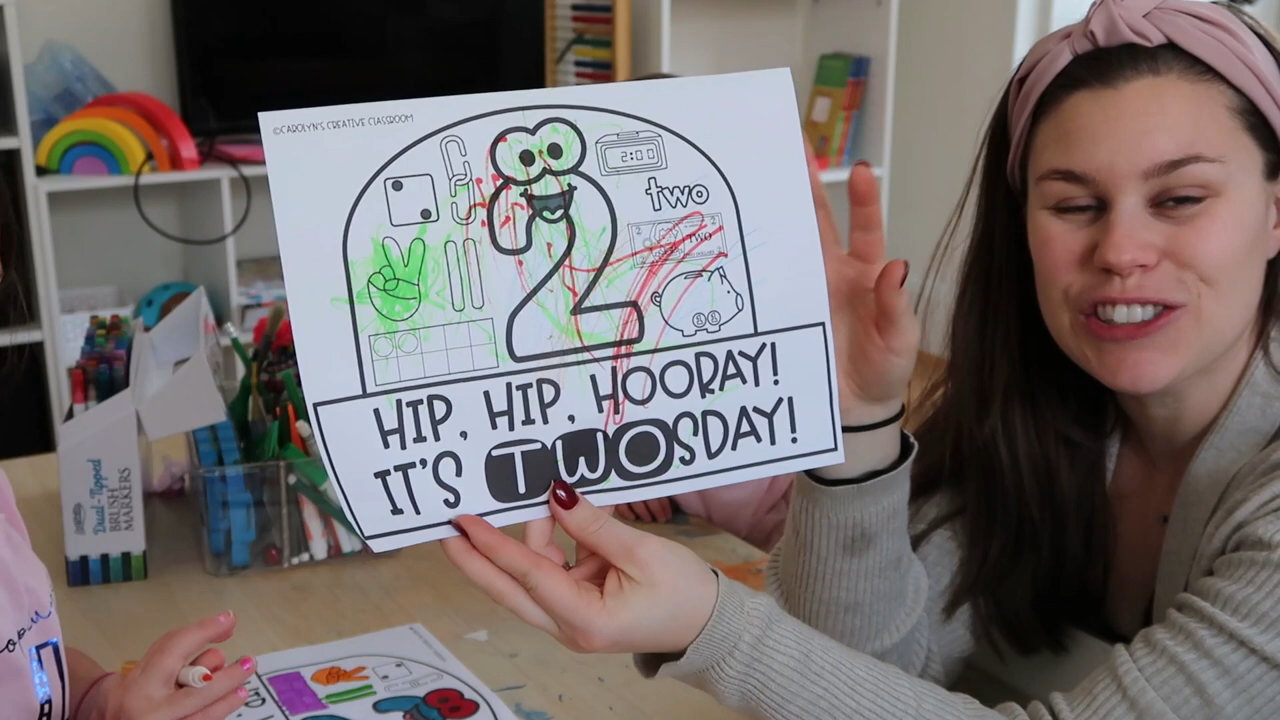 ©CAROLYN'S CREATIVE CLASSROOM
2
2:00
two
TWO
HIP, HIP, HOORAY!
IT'S TWOSDAY!
Dual-Tipped
BRUSH
MARKERS